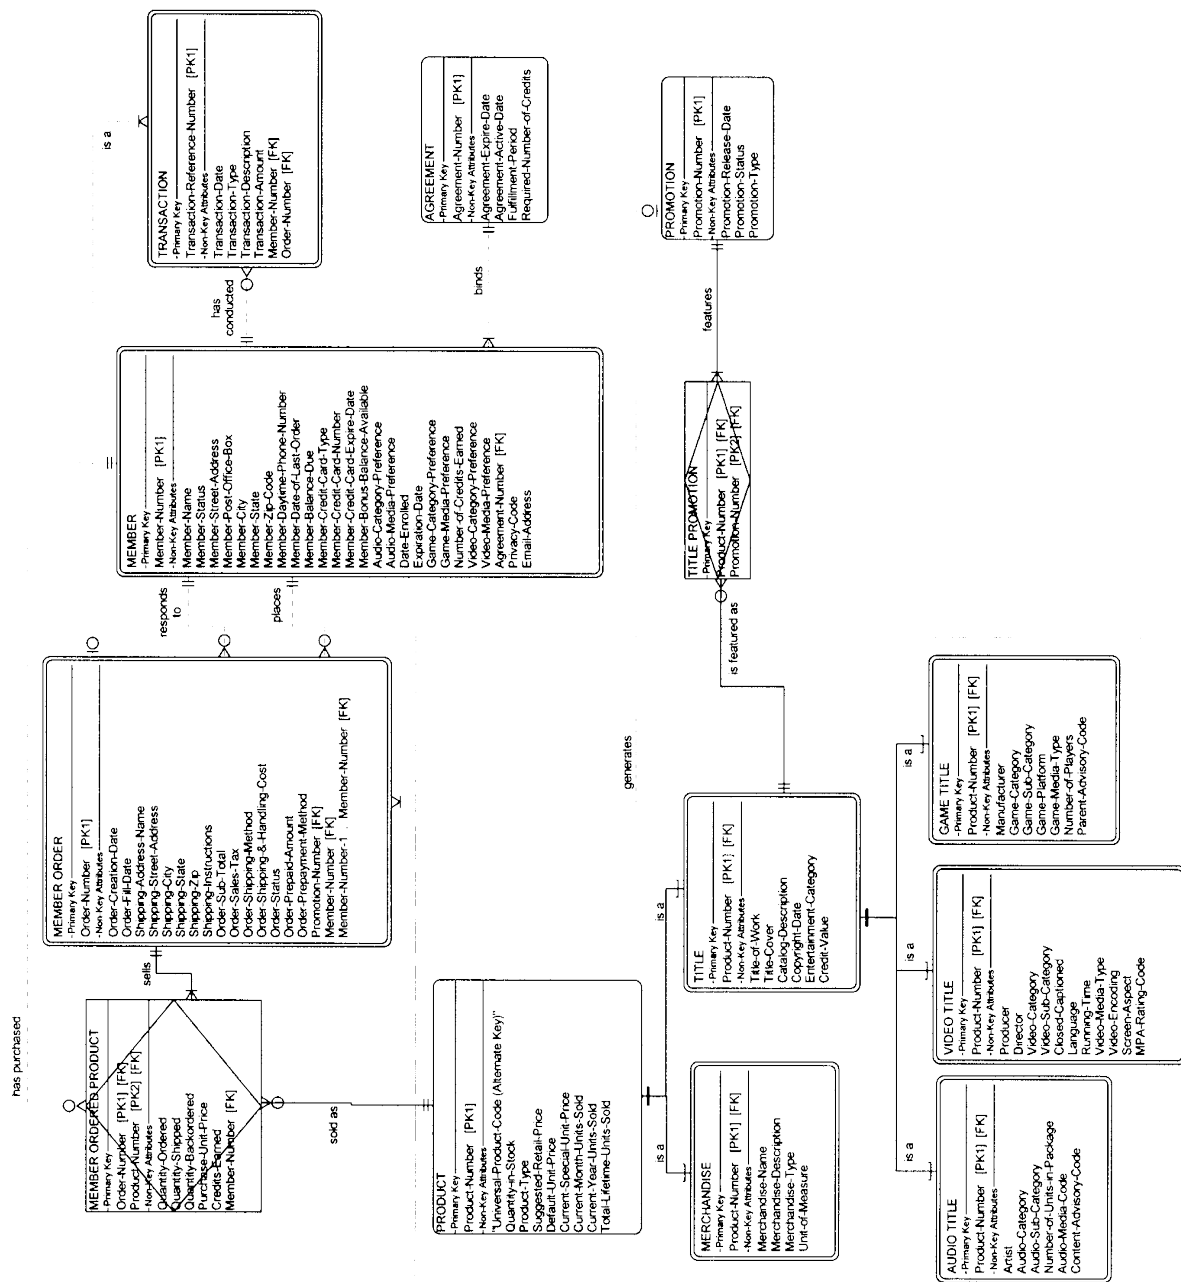 is a
TRANSACTION
-Primary Key
Transaction-Reference-Number [PK1]
-Non-Key Attributes
Transaction-Date
Transaction-Type
Transaction-Description
Transaction-Amount
Member-Number [FK]
Order-Number [FK]
AGREEMENT
-Primary Key
Agreement-Number [PK1]
-Non-Key Attributes
Agreement-Expire-Date
Agreement-Active-Date
Fulfillment-Period
Required-Number-of-Credits
PROMOTION
-Primary Key
Promotion-Number [PK1]
-Non-Key Attributes
Promotion-Release-Date
Promotion-Status
Promotion-Type
has
conducted
binds
features
MEMBER
-Primary Key
Member-Number [PK1]
-Non-Key Attributes
Member-Name
Member-Status
Member-Street-Address
Member-Post-Office-Box
Member-City
Member-State
Member-Zip-Code
Member-Daytime-Phone-Number
Member-Date-of-Last-Order
Member-Balance-Due
Member-Credit-Card-Type
Member-Credit-Card-Number
Member-Credit-Card-Expire-Date
Member-Bonus-Balance-Available
Audio-Category-Preference
Audio-Media-Preference
Date-Enrolled
Expiration-Date
Game-Category-Preference
Game-Media-Preference
Number-of-Credits-Earned
Video-Category-Preference
Video-Media-Preference
Agreement-Number [FK]
Privacy-Code
Email-Address
TITLE PROMOTION
-Primary Key
Product-Number [PK1] [FK]
Promotion-Number [PK2] [FK]
responds
to
places
is featured as
MEMBER ORDER
-Primary Key
Order-Number [PK1]
-Non-Key Attributes
Order-Creation-Date
Order-Fill-Date
Shipping-Address-Name
Shipping-Street-Address
Shipping-City
Shipping-State
Shipping-Zip
Shipping-Instructions
Order-Sub-Total
Order-Sales-Tax
Order-Shipping-Method
Order-Shipping-&-Handling-Cost
Order-Status
Order-Prepaid-Amount
Order-Prepayment-Method
Promotion-Number [FK]
Member-Number [FK]
Member-Number-1 . Member-Number [FK]
generates
has purchased
sells
MEMBER ORDERED PRODUCT
-Primary Key
Order-Number [PK1] [FK]
Product-Number [PK2] [FK]
-Non-Key Attributes
Quantity-Ordered
Quantity-Shipped
Quantity-Backordered
Purchase-Unit-Price
Credits-Earned
Member-Number [FK]
sold as
PRODUCT
-Primary Key
Product-Number [PK1]
-Non-Key Attributes
"Universal-Product-Code (Alternate Key)"
Quantity-in-Stock
Product-Type
Suggested-Retail-Price
Default-Unit-Price
Current-Special-Unit-Price
Current-Month-Units-Sold
Current-Year-Units-Sold
Total-Lifetime-Units-Sold
is a
is a
MERCHANDISE
-Primary Key
Product-Number [PK1] [FK]
-Non-Key Attributes
Merchandise-Name
Merchandise-Description
Merchandise-Type
Unit-of-Measure
TITLE
-Primary Key
Product-Number [PK1] [FK]
-Non-Key Attributes
Title-of-Work
Title-Cover
Catalog-Description
Copyright-Date
Entertainment-Category
Credit-Value
is a
is a
is a
AUDIO TITLE
-Primary Key
Product-Number [PK1] [FK]
-Non-Key Attributes
Artist
Audio-Category
Audio-Sub-Category
Number-of-Units-in-Package
Audio-Media-Code
Content-Advisory-Code
VIDEO TITLE
-Primary Key
Product-Number [PK1] [FK]
-Non-Key Attributes
Producer
Director
Video-Category
Video-Sub-Category
Closed-Captioned
Language
Running-Time
Video-Media-Type
Video-Encoding
Screen-Aspect
MPA-Rating-Code
GAME TITLE
-Primary Key
Product-Number [PK1] [FK]
-Non-Key Attributes
Manufacturer
Game-Category
Game-Sub-Category
Game-Platform
Game-Media-Type
Number-of-Players
Parent-Advisory-Code